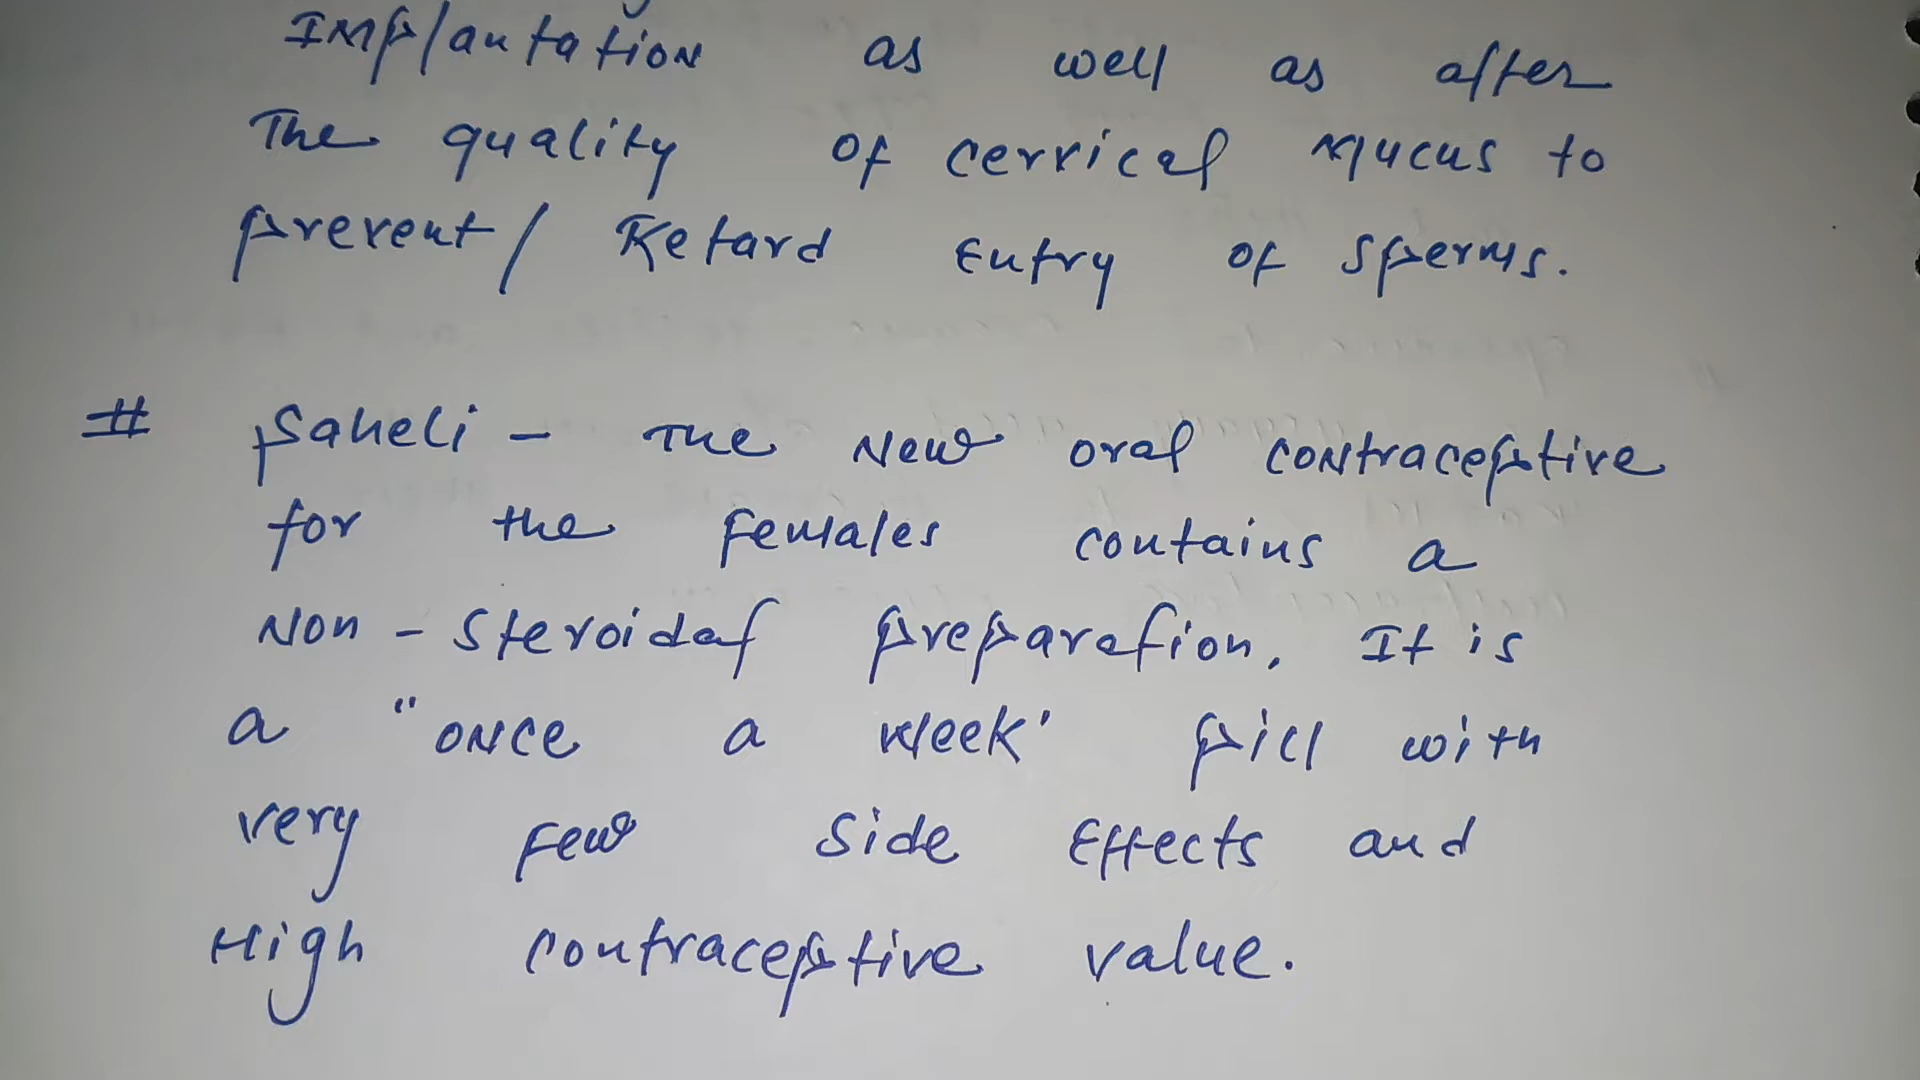 Implantation as well as after
The quality of cervical mucus to
prevent/ Retard Entry of sperms.
# Saheli - The New oral contraceptive
for the females contains a
Non - Steroidal preparation. It is
a "once a week' pill with
very few side Effects and
High contraceptive value.